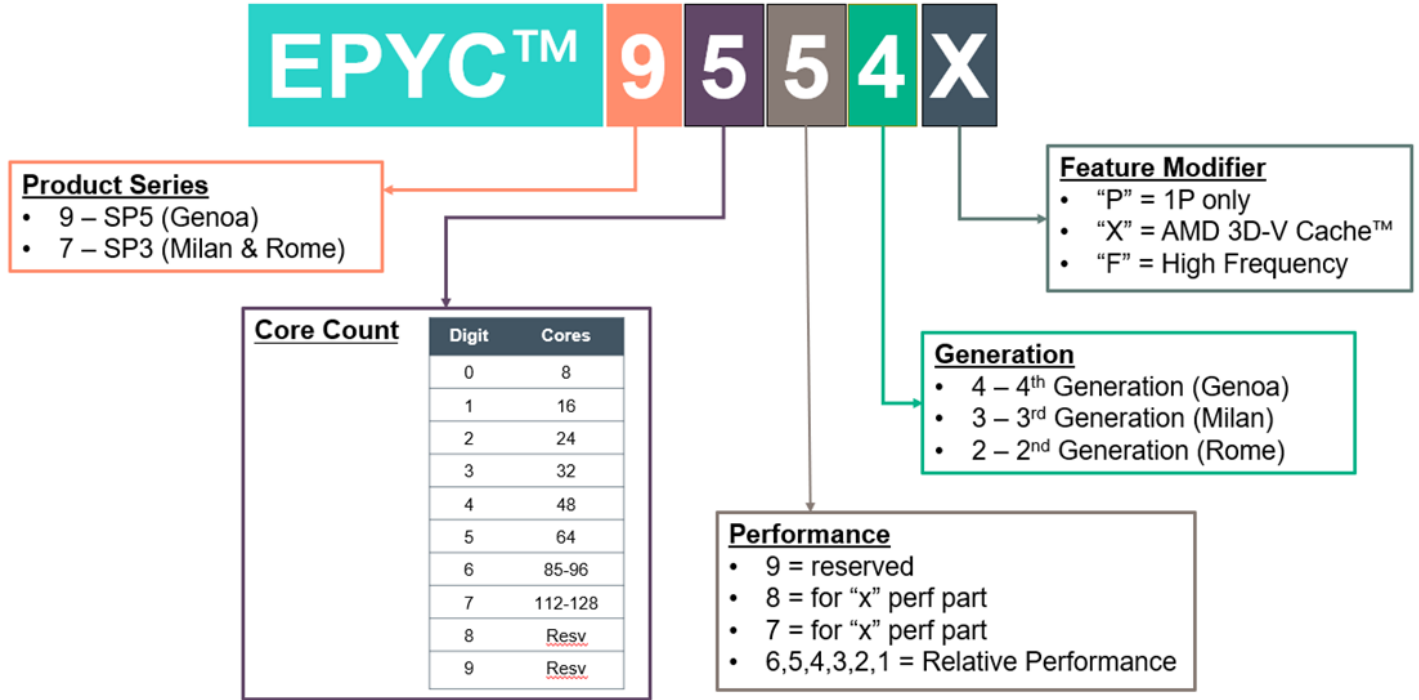 EPYC™ 9 5 5 4 X
Product Series
• 9 – SP5 (Genoa)
• 7 – SP3 (Milan & Rome)
Feature Modifier
• “P” = 1P only
• “X” = AMD 3D-V Cache™
• “F” = High Frequency
Core Count
Digit Cores
0 8
1 16
2 24
3 32
4 48
5 64
6 85-96
7 112-128
8 Resv
9 Resv
Generation
• 4 – 4th Generation (Genoa)
• 3 – 3rd Generation (Milan)
• 2 – 2nd Generation (Rome)
Performance
• 9 = reserved
• 8 = for “x” perf part
• 7 = for “x” perf part
• 6,5,4,3,2,1 = Relative Performance